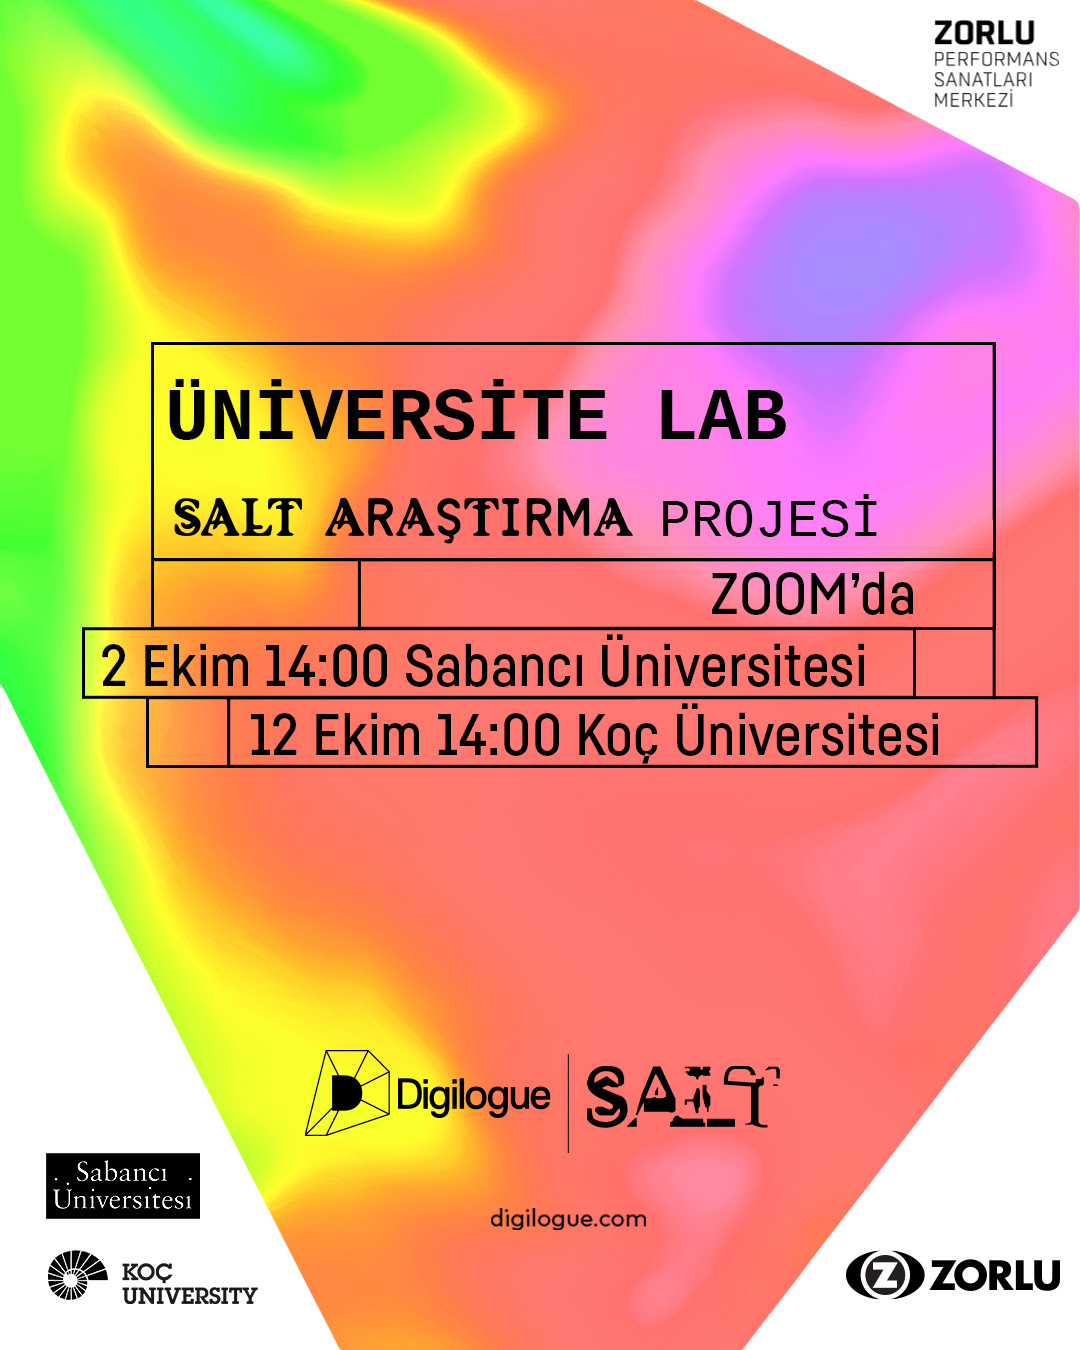 ZORLU
PERFORMANS
SANATLARI
MERKEZİ
ÜNİVERSİTE LAB
SALT ARAŞTIRMA PROJESİ
ZOOM’da
2 Ekim 14:00 Sabancı Üniversitesi
12 Ekim 14:00 Koç Üniversitesi
D Digilogue
SALT
Sabancı
Üniversitesi
digilogue.com
KOÇ
UNIVERSITY
Z ZORLU